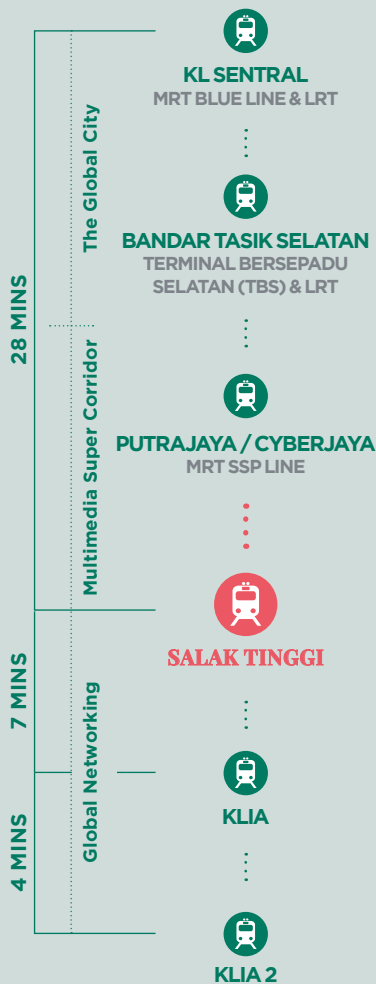 KL SENTRAL
MRT BLUE LINE & LRT
The Global City
BANDAR TASIK SELATAN
TERMINAL BERSEPADU
SELATAN (TBS) & LRT
28 MINS
Multimedia Super Corridor
PUTRAJAYA / CYBERJAYA
MRT SSP LINE
SALAK TINGGI
7 MINS
Global Networking
KLIA
4 MINS
KLIA 2